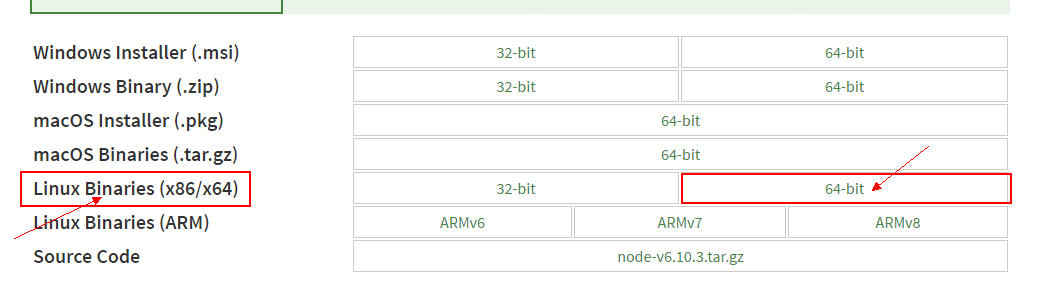 Windows Installer (.msi) 32-bit 64-bit
Windows Binary (.zip) 32-bit 64-bit
macOS Installer (.pkg) 64-bit
macOS Binaries (.tar.gz) 64-bit
Linux Binaries (x86/x64) 32-bit 64-bit
Linux Binaries (ARM) ARMv6 ARMv7 ARMv8
Source Code node-v6.10.3.tar.gz